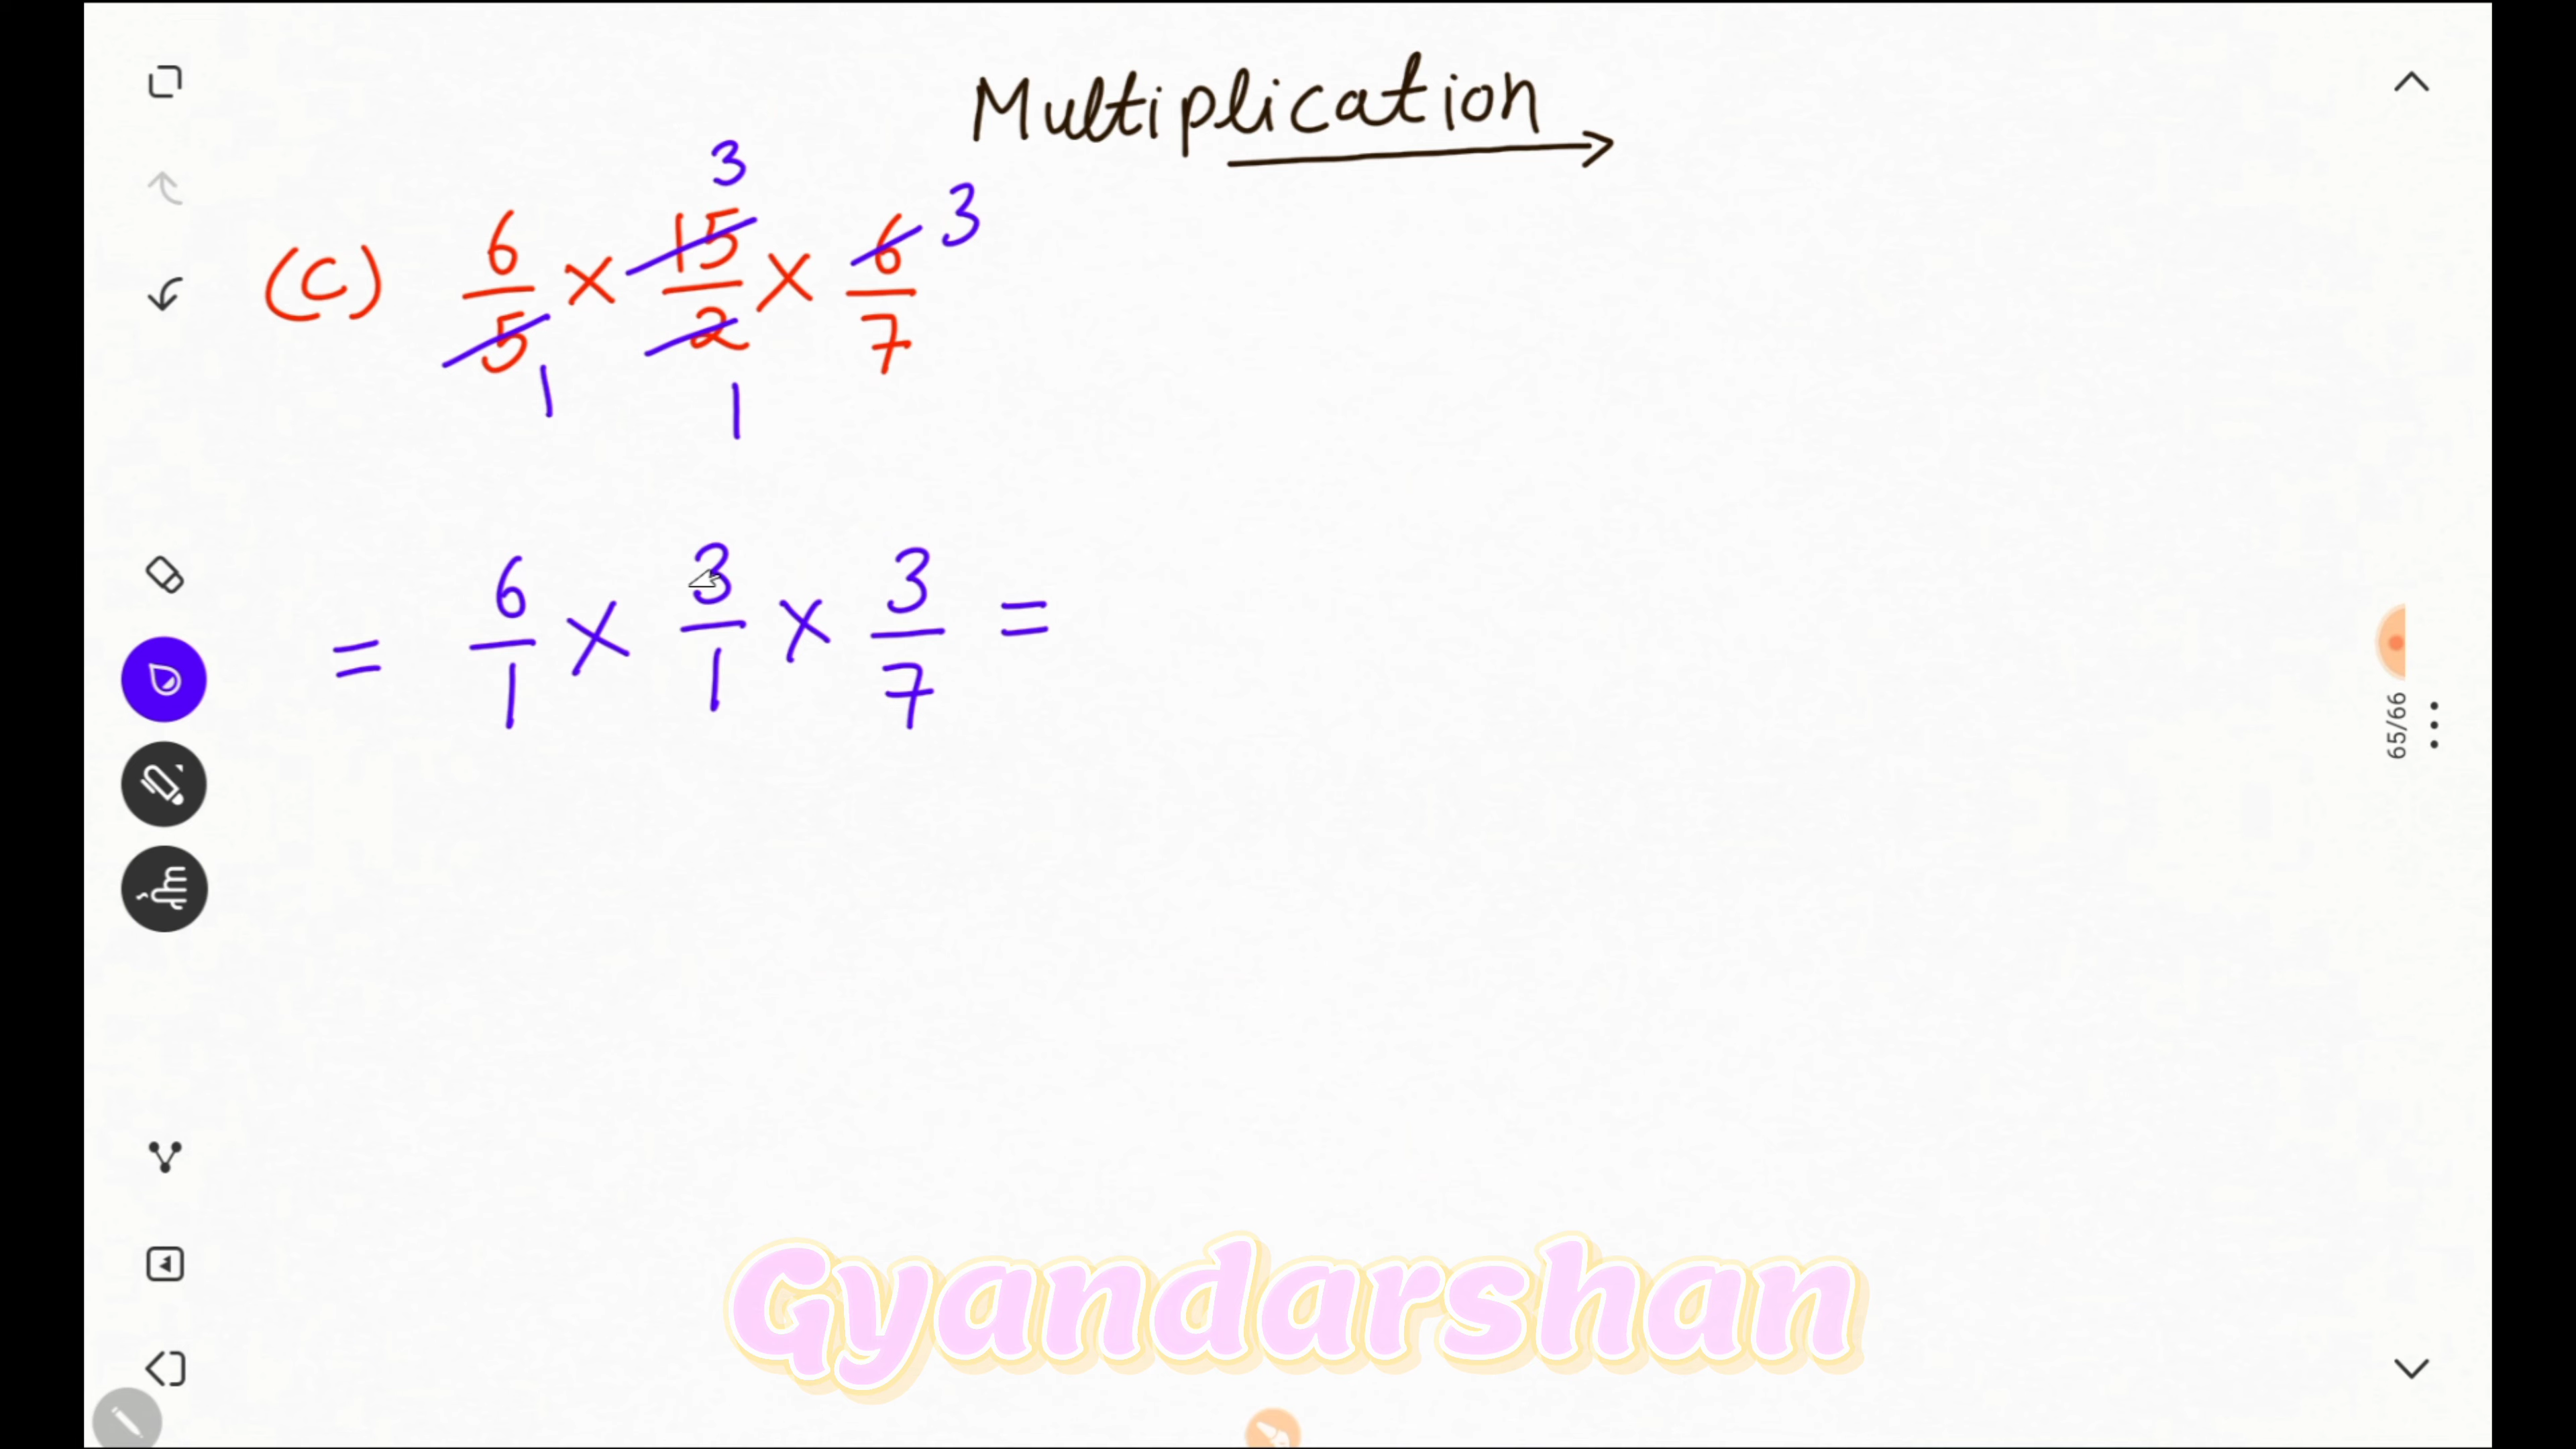 Multiplication
(C) 6/5 × 15/2 × 6/7
3 3
1 1
= 6/1 × 3/1 × 3/7 =
65/66
Gyandarshan